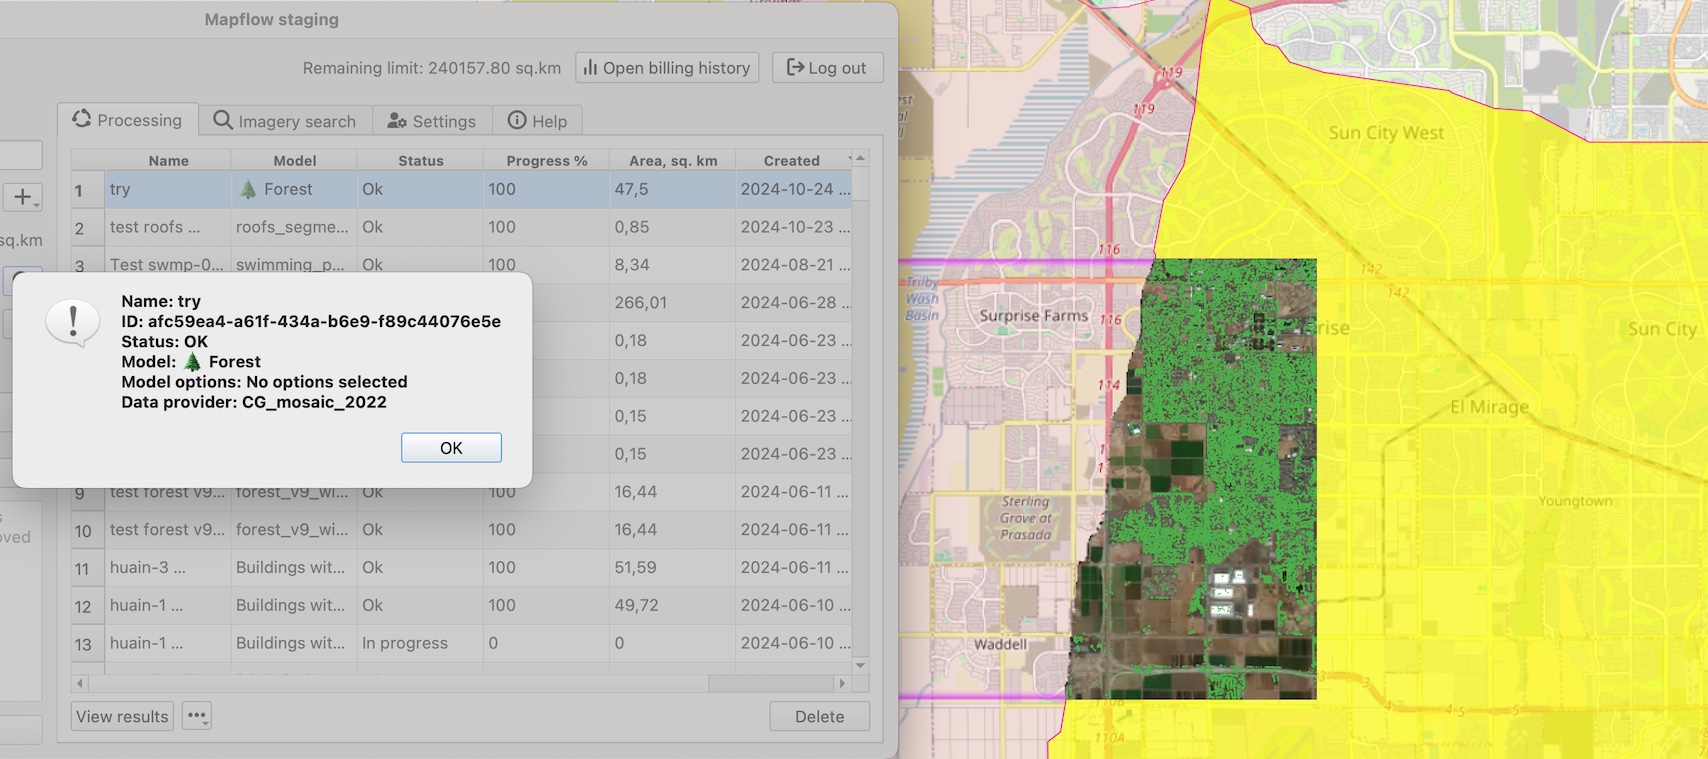 Mapflow staging
Remaining limit: 240157.80 sq.km
Open billing history
Log out
Processing
Imagery search
Settings
Help
Name Model Status Progress % Area, sq. km Created
1 try Forest Ok 100 47,5 2024-10-24 ...
2 test roofs ... roofs_segme... Ok 100 0,85 2024-10-23 ...
3 Test swmp-0... swimming_p... Ok 100 8,34 2024-08-21 ...
266,01 2024-06-28 ...
0,18 2024-06-23 ...
0,18 2024-06-23 ...
0,15 2024-06-23 ...
0,15 2024-06-23 ...
9 test forest v9... forest_v9_wi... Ok 100 16,44 2024-06-11 ...
10 test forest v9... forest_v9_wi... Ok 100 16,44 2024-06-11 ...
11 huain-3 ... Buildings wit... Ok 100 51,59 2024-06-11 ...
12 huain-1 ... Buildings wit... Ok 100 49,72 2024-06-10 ...
13 huain-1 ... Buildings wit... In progress 0 0 2024-06-10 ...
sq.km
View results
...
Delete
Name: try
ID: afc59ea4-a61f-434a-b6e9-f89c44076e5e
Status: OK
Model: Forest
Model options: No options selected
Data provider: CG_mosaic_2022
OK
119
119
Sun City West
116
142
142
Trilby
Wash
Basin
Surprise Farms
116
Sun City
114
El Mirage
Sterling
Grove at
Prasada
Youngtown
Waddell
110B
110A